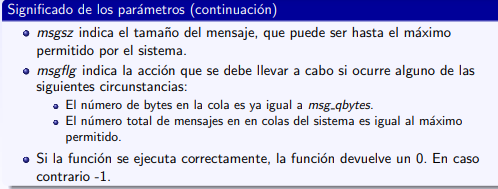 Significado de los parámetros (continuación)
msgsz indica el tamaño del mensaje, que puede ser hasta el máximo
permitido por el sistema.
msgflg indica la acción que se debe llevar a cabo si ocurre alguno de las
siguientes circunstancias:
El número de bytes en la cola es ya igual a msg_qbytes.
El número total de mensajes en en colas del sistema es igual al máximo
permitido.
Si la función se ejecuta correctamente, la función devuelve un 0. En caso
contrario -1.